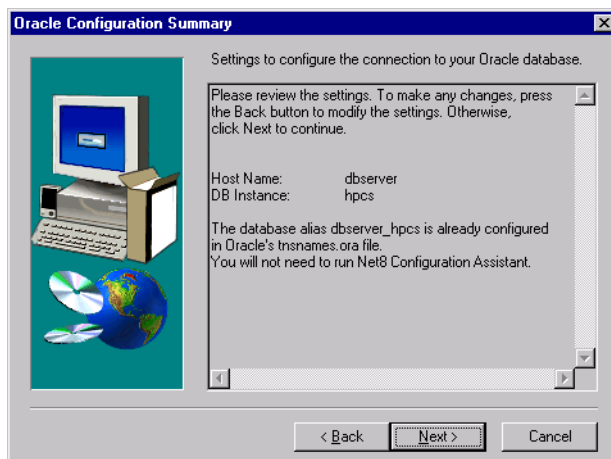 Oracle Configuration Summary
Settings to configure the connection to your Oracle database.
Please review the settings. To make any changes, press
the Back button to modify the settings. Otherwise,
click Next to continue.
Host Name: dbserver
DB Instance: hpcs
The database alias dbserver_hpcs is already configured
in Oracle's tnsnames.ora file.
You will not need to run Net8 Configuration Assistant.
< Back Next > Cancel